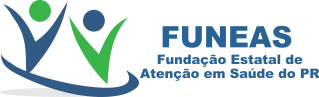 FUNEAS
Fundação Estatal de
Atenção em Saúde do PR